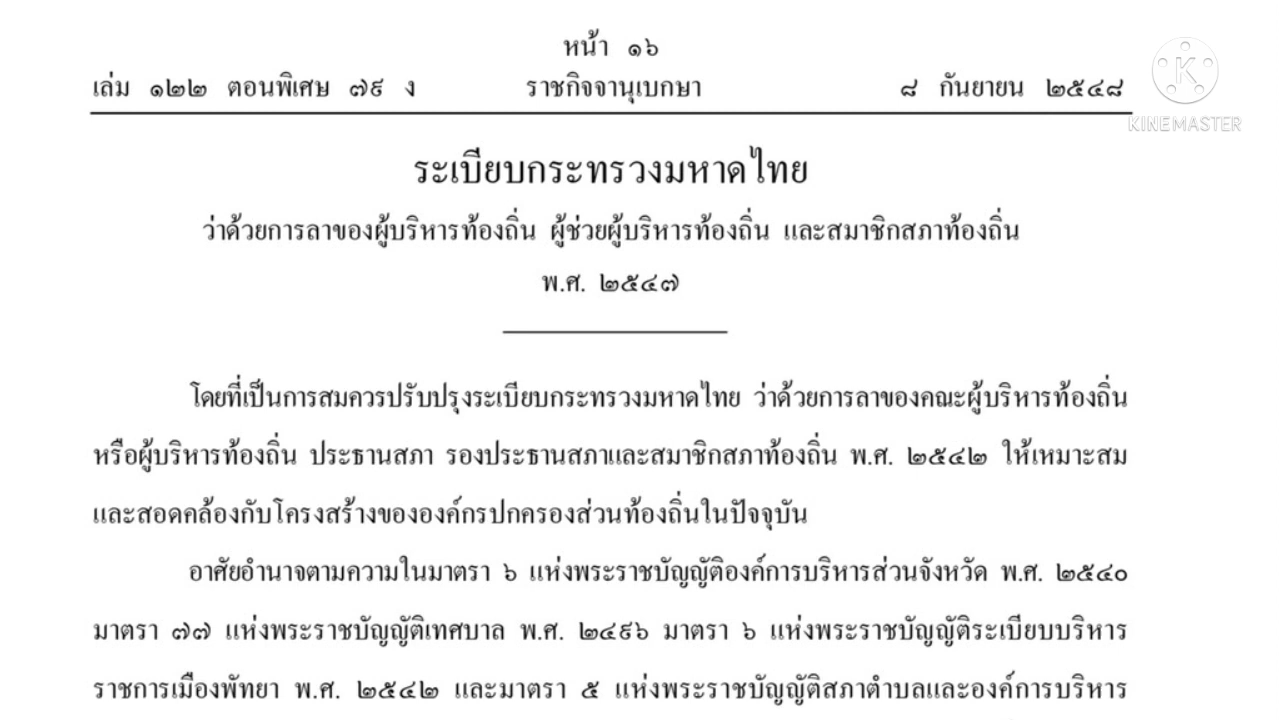 หน้า ๑๖
เล่ม ๑๒๒ ตอนพิเศษ ๗๙ ง ราชกิจจานุเบกษา ๘ กันยายน ๒๕๔๘
KINEMASTER
ระเบียบกระทรวงมหาดไทย
ว่าด้วยการลาของผู้บริหารท้องถิ่น ผู้ช่วยผู้บริหารท้องถิ่น และสมาชิกสภาท้องถิ่น
พ.ศ. ๒๕๔๗
โดยที่เป็นการสมควรปรับปรุงระเบียบกระทรวงมหาดไทย ว่าด้วยการลาของคณะผู้บริหารท้องถิ่น
หรือผู้บริหารท้องถิ่น ประธานสภา รองประธานสภาและสมาชิกสภาท้องถิ่น พ.ศ. ๒๕๔๒ ให้เหมาะสม
และสอดคล้องกับโครงสร้างขององค์กรปกครองส่วนท้องถิ่นในปัจจุบัน
อาศัยอำนาจตามความในมาตรา ๖ แห่งพระราชบัญญัติองค์การบริหารส่วนจังหวัด พ.ศ. ๒๕๔๐
มาตรา ๗๗ แห่งพระราชบัญญัติเทศบาล พ.ศ. ๒๔๙๖ มาตรา ๖ แห่งพระราชบัญญัติระเบียบบริหาร
ราชการเมืองพัทยา พ.ศ. ๒๕๔๒ และมาตรา ๕ แห่งพระราชบัญญัติสภาตำบลและองค์การบริหาร